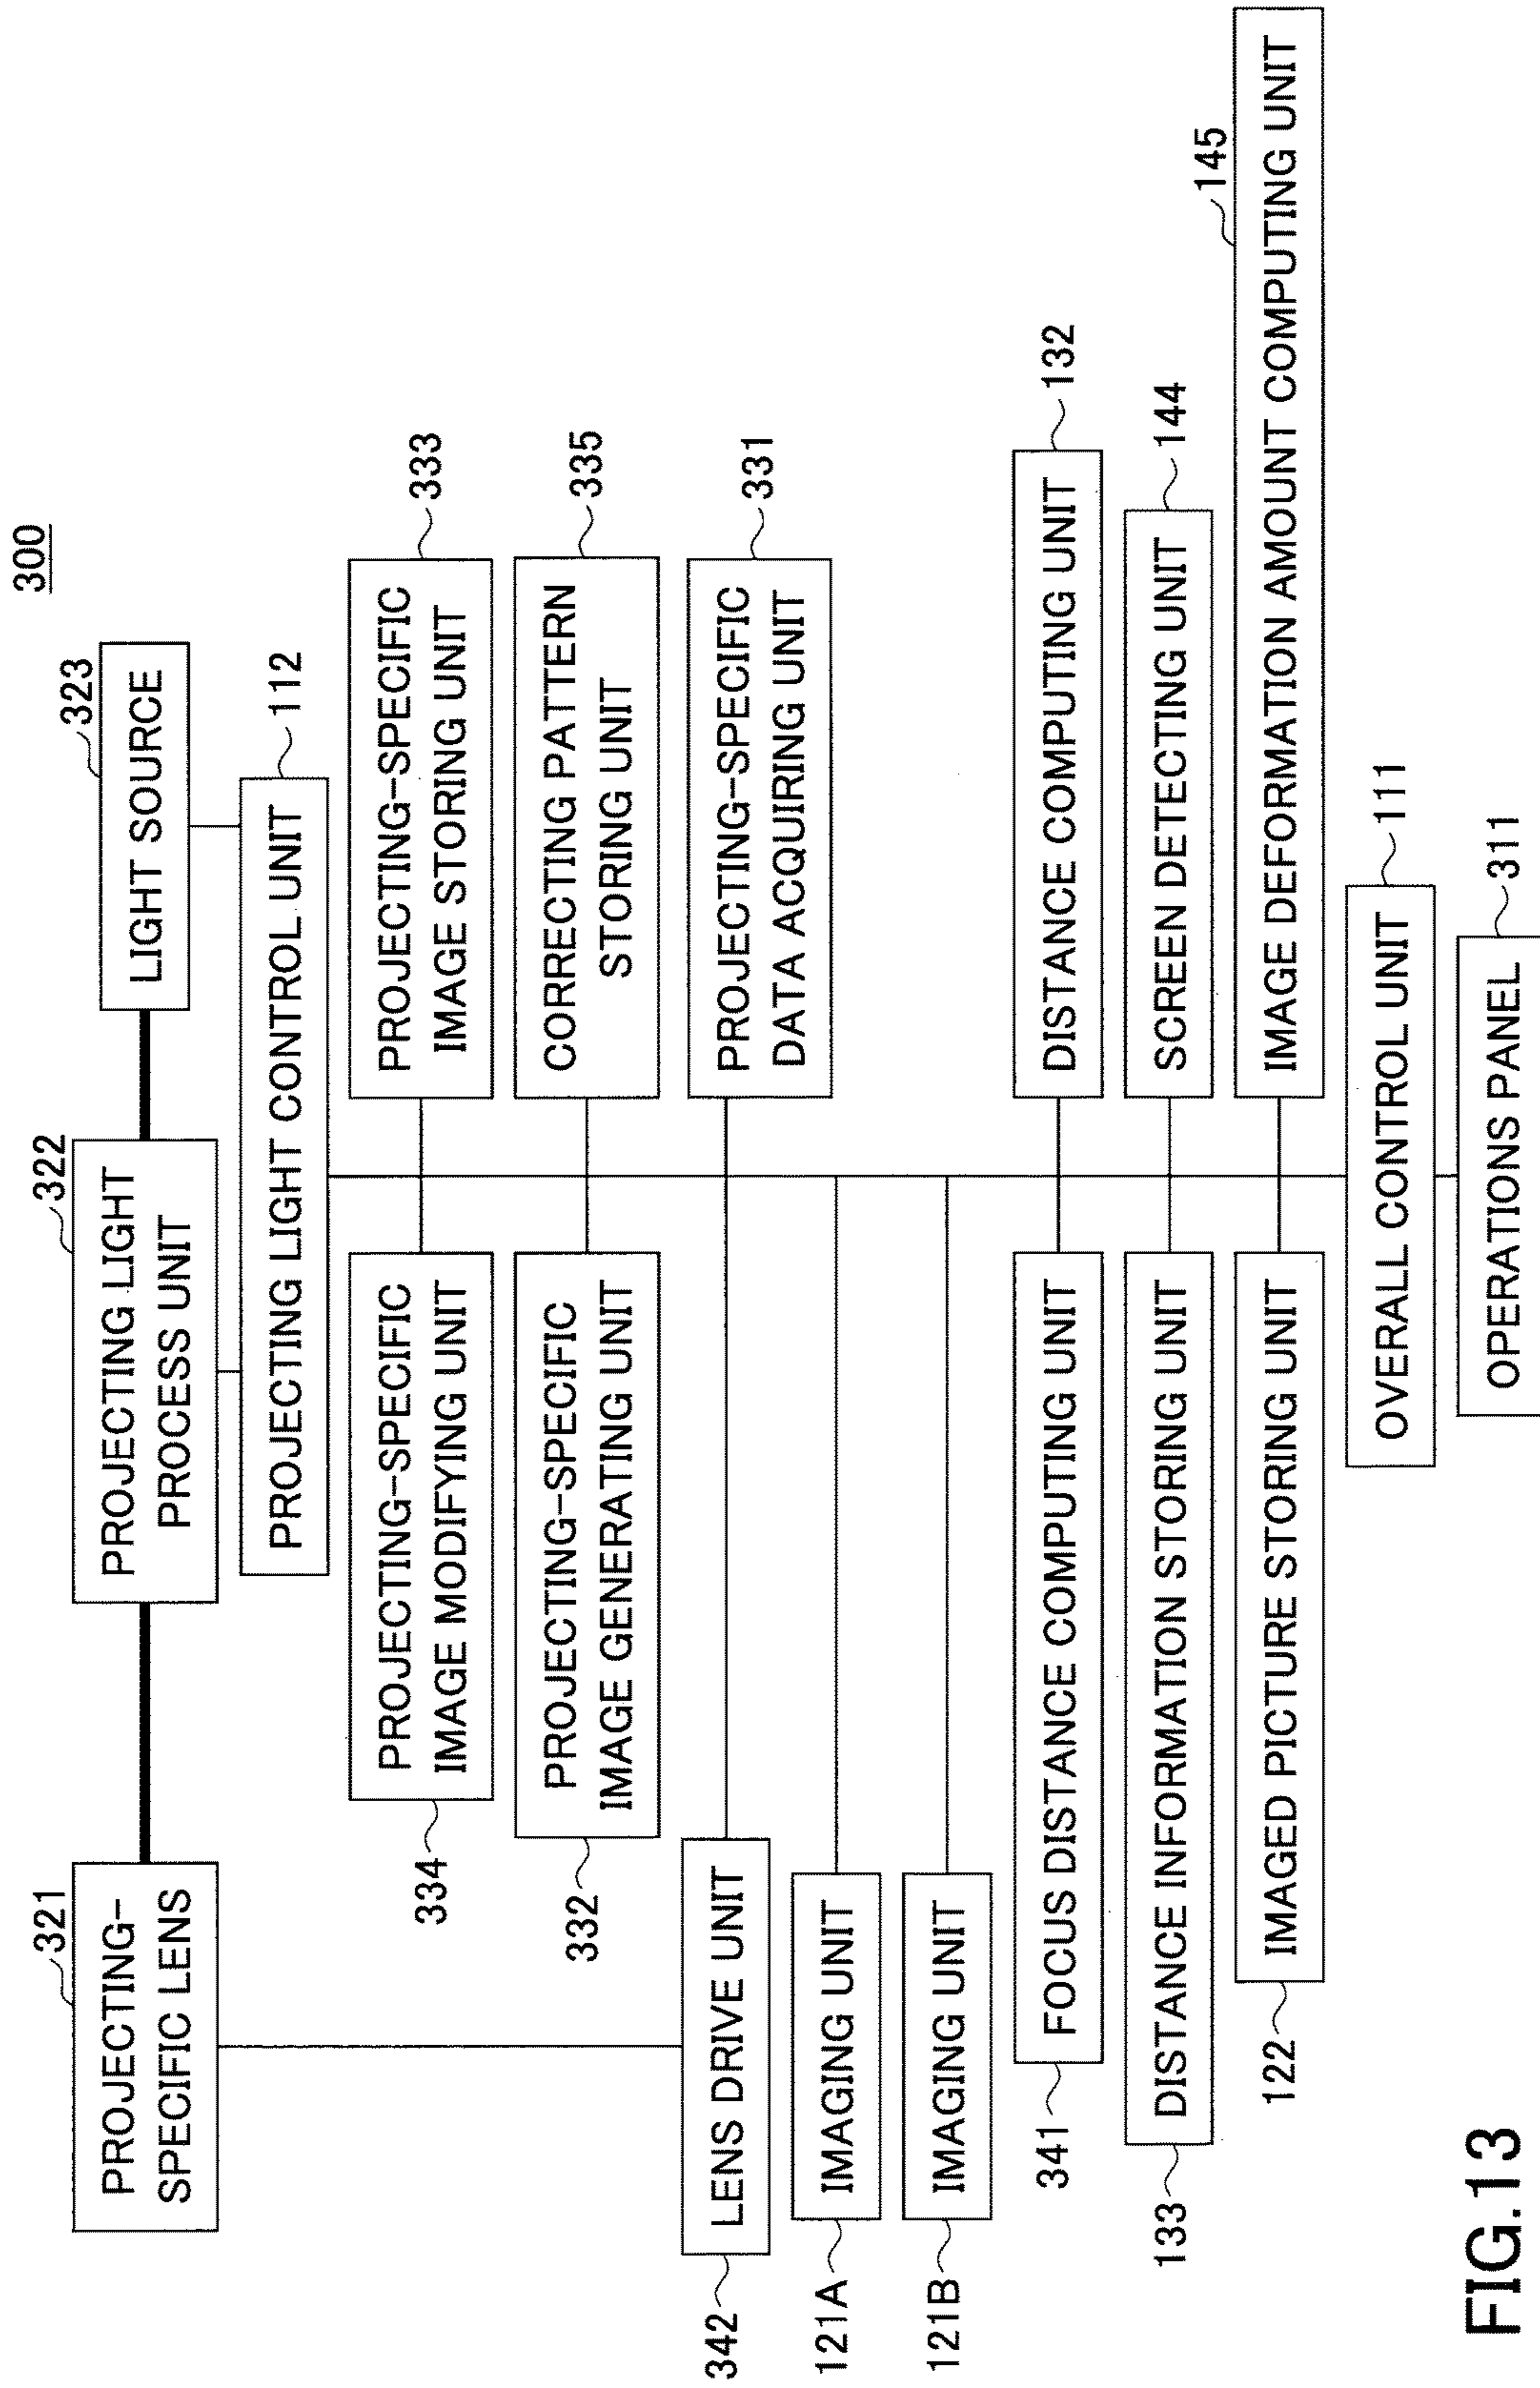 300
321
PROJECTING-
SPECIFIC LENS
322
PROJECTING LIGHT
PROCESS UNIT
323
LIGHT SOURCE
PROJECTING LIGHT CONTROL UNIT
112
334
PROJECTING-SPECIFIC
IMAGE MODIFYING UNIT
PROJECTING-SPECIFIC
IMAGE STORING UNIT
333
332
PROJECTING-SPECIFIC
IMAGE GENERATING UNIT
CORRECTING PATTERN
STORING UNIT
335
342
LENS DRIVE UNIT
PROJECTING-SPECIFIC
DATA ACQUIRING UNIT
331
121A
IMAGING UNIT
121B
IMAGING UNIT
341
FOCUS DISTANCE COMPUTING UNIT
DISTANCE COMPUTING UNIT
132
133
DISTANCE INFORMATION STORING UNIT
SCREEN DETECTING UNIT
144
122
IMAGED PICTURE STORING UNIT
IMAGE DEFORMATION AMOUNT COMPUTING UNIT
145
OVERALL CONTROL UNIT
111
OPERATIONS PANEL
311
FIG.13